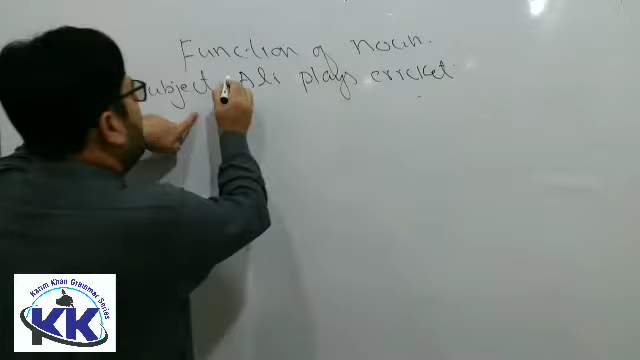 Function of noun.
ubject Ali plays cricket.
Karim Khan Grammar Series
KK